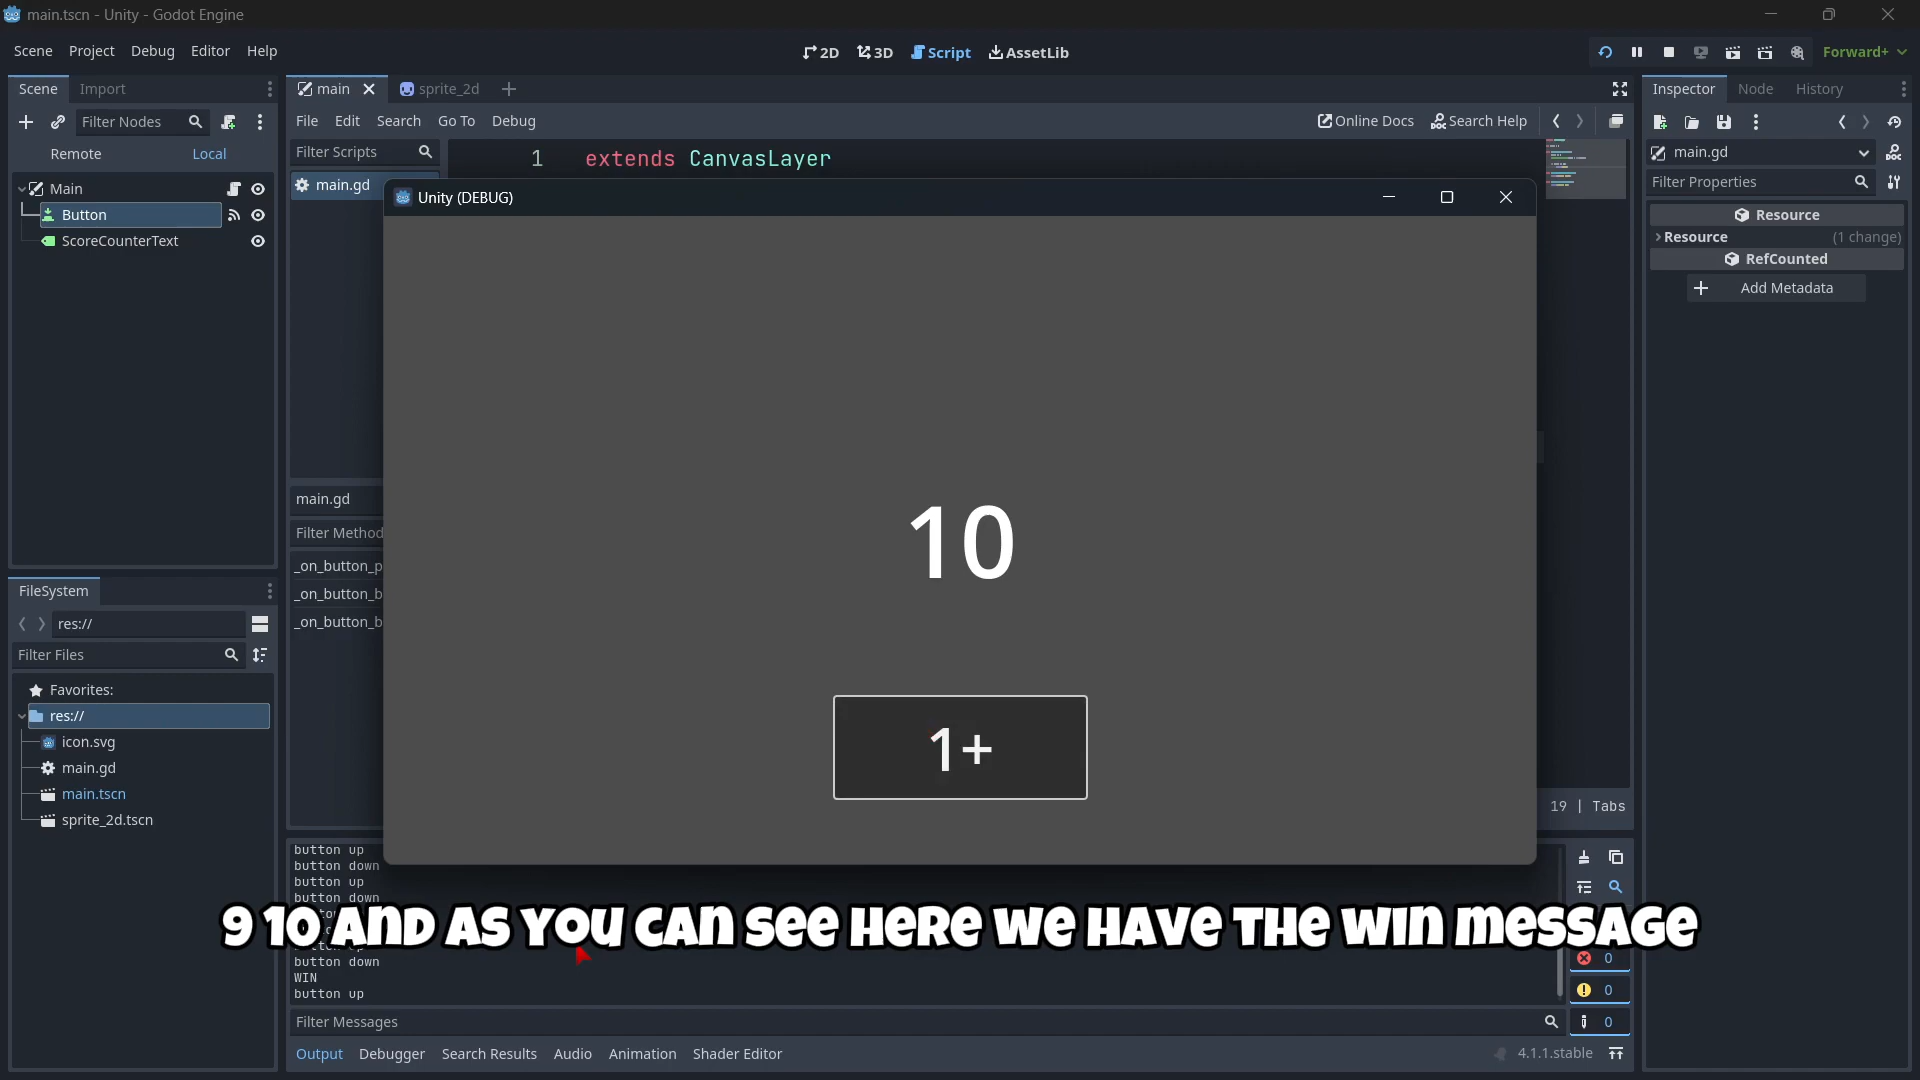 main.tscn - Unity - Godot Engine
Scene Project Debug Editor Help
2D 3D Script AssetLib
Forward+
Scene Import
main sprite_2d
Inspector Node History
Filter Nodes
File Edit Search Go To Debug
Online Docs Search Help
Remote Local
Filter Scripts
1 extends CanvasLayer
main.gd
Filter Properties
Main
main.gd
Unity (DEBUG)
Button
ScoreCounterText
Resource
Resource (1 change)
RefCounted
Add Metadata
main.gd
Filter Method
_on_button_p
_on_button_b
_on_button_b
10
1+
FileSystem
res://
Filter Files
Favorites:
res://
icon.svg
main.gd
main.tscn
sprite_2d.tscn
19 | Tabs
button up
button down
button up
button down
9 10 AND AS YOU CAN SEE HERE WE HAVE THE WIN MESSAGE
button down
WIN
button up
0
0
0
Filter Messages
Output Debugger Search Results Audio Animation Shader Editor
4.1.1.stable